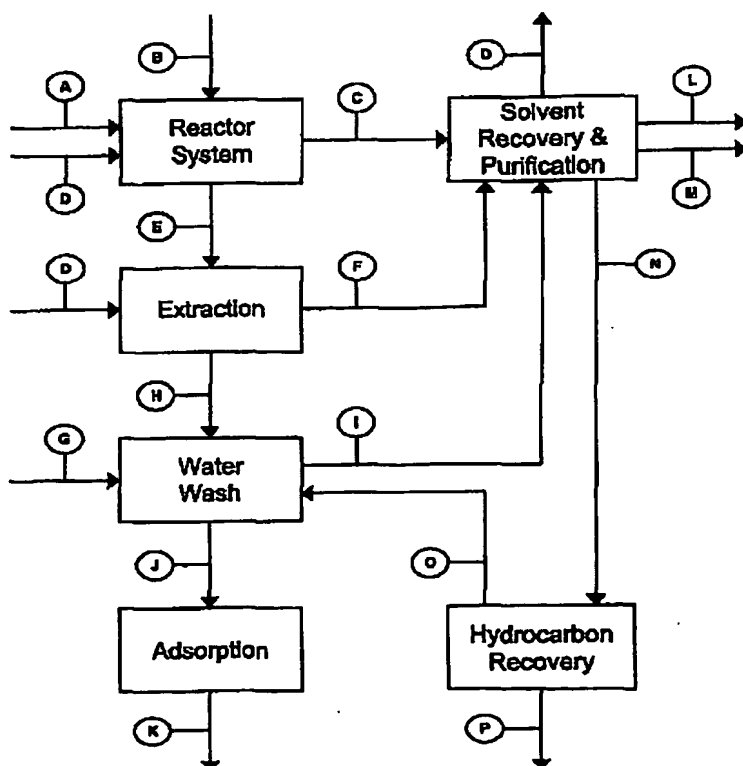 B
D
A
C
L
Reactor
System
Solvent
Recovery &
Purification
D
M
E
D
F
N
Extraction
H
G
I
Water
Wash
J
O
Adsorption
Hydrocarbon
Recovery
K
P